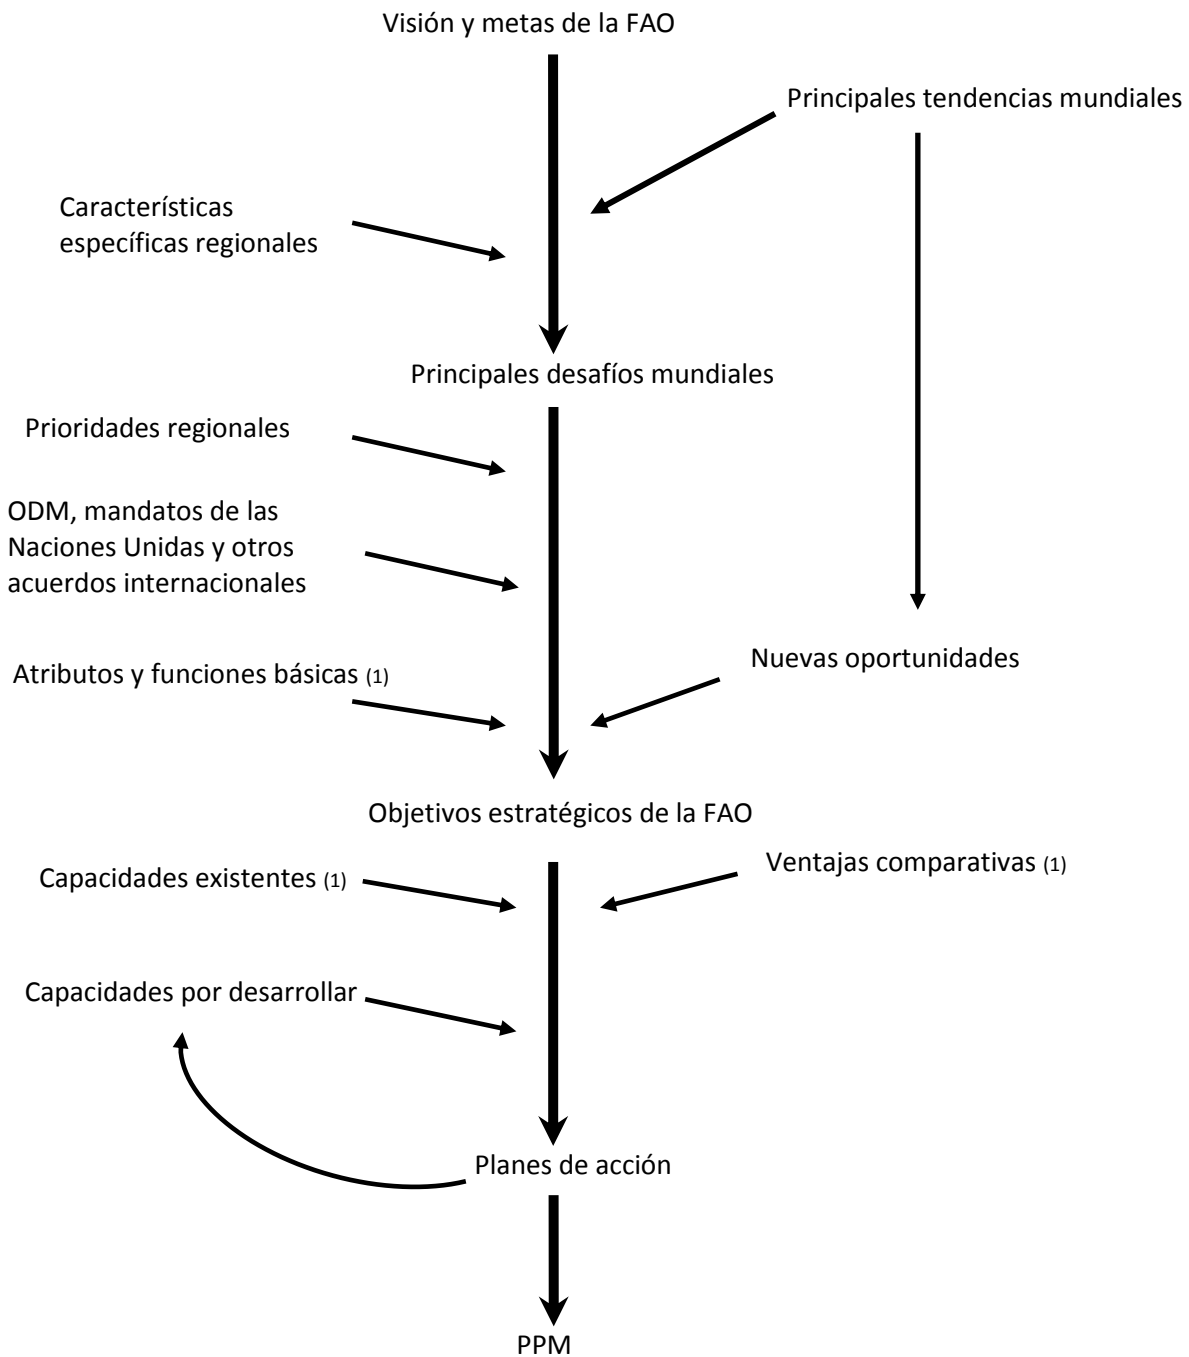 Visión y metas de la FAO
Principales tendencias mundiales
Características
específicas regionales
Principales desafíos mundiales
Prioridades regionales
ODM, mandatos de las
Naciones Unidas y otros
acuerdos internacionales
Nuevas oportunidades
Atributos y funciones básicas (1)
Objetivos estratégicos de la FAO
Ventajas comparativas (1)
Capacidades existentes (1)
Capacidades por desarrollar
Planes de acción
PPM